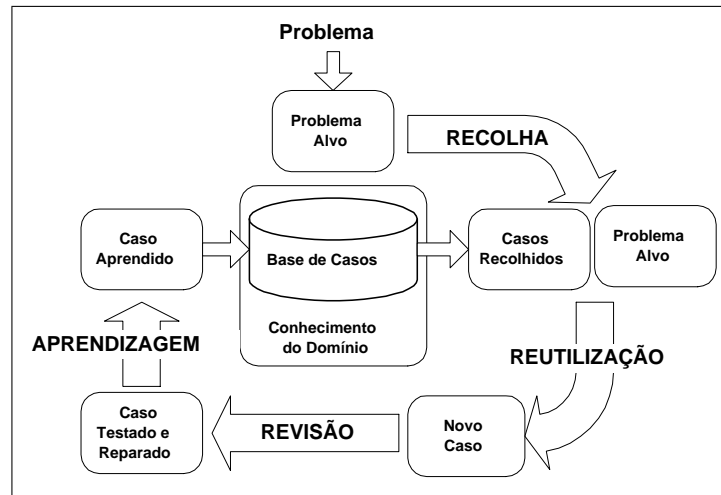 Problema
Problema
Alvo
RECOLHA
Caso
Aprendido
Base de Casos
Casos
Recolhidos
Problema
Alvo
Conhecimento
do Domínio
APRENDIZAGEM
REUTILIZAÇÃO
Caso
Testado e
Reparado
REVISÃO
Novo
Caso